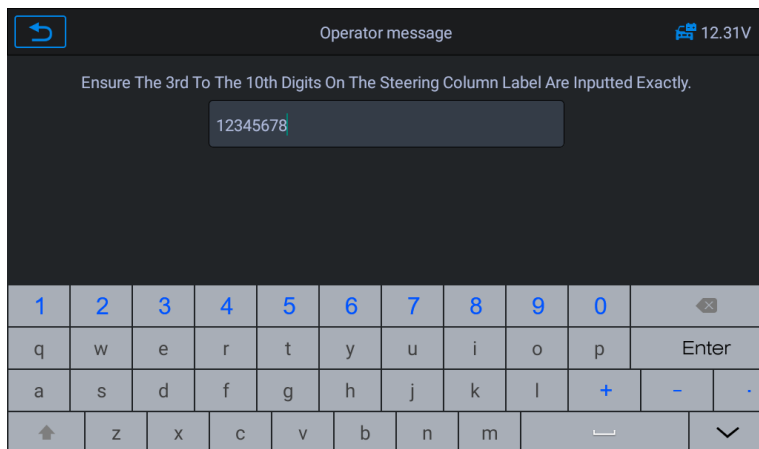 Operator message
12.31V
Ensure The 3rd To The 10th Digits On The Steering Column Label Are Inputted Exactly.
12345678
1 2 3 4 5 6 7 8 9 0
q w e r t y u i o p Enter
a s d f g h j k l + - .
z x c v b n m